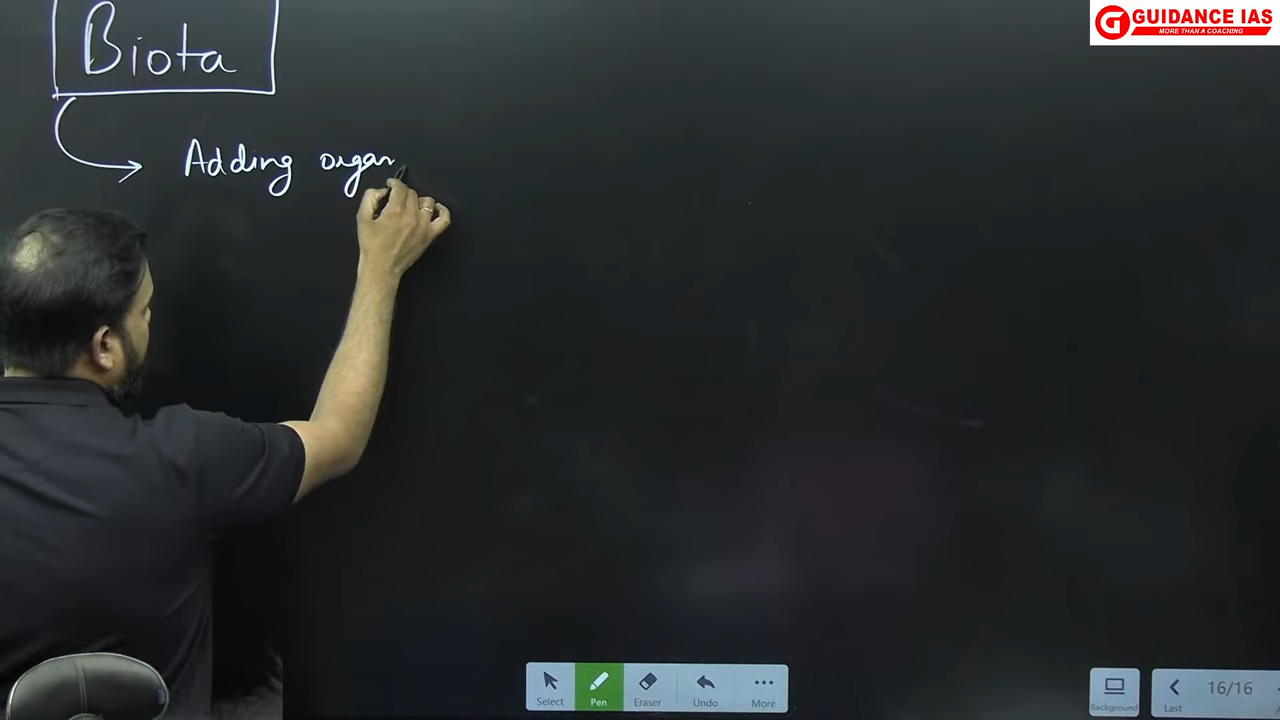 GUIDANCE IAS
MORE THAN A COACHING
Biota
Adding organ
Select
Pen
Eraser
Undo
More
Background
Last
16/16